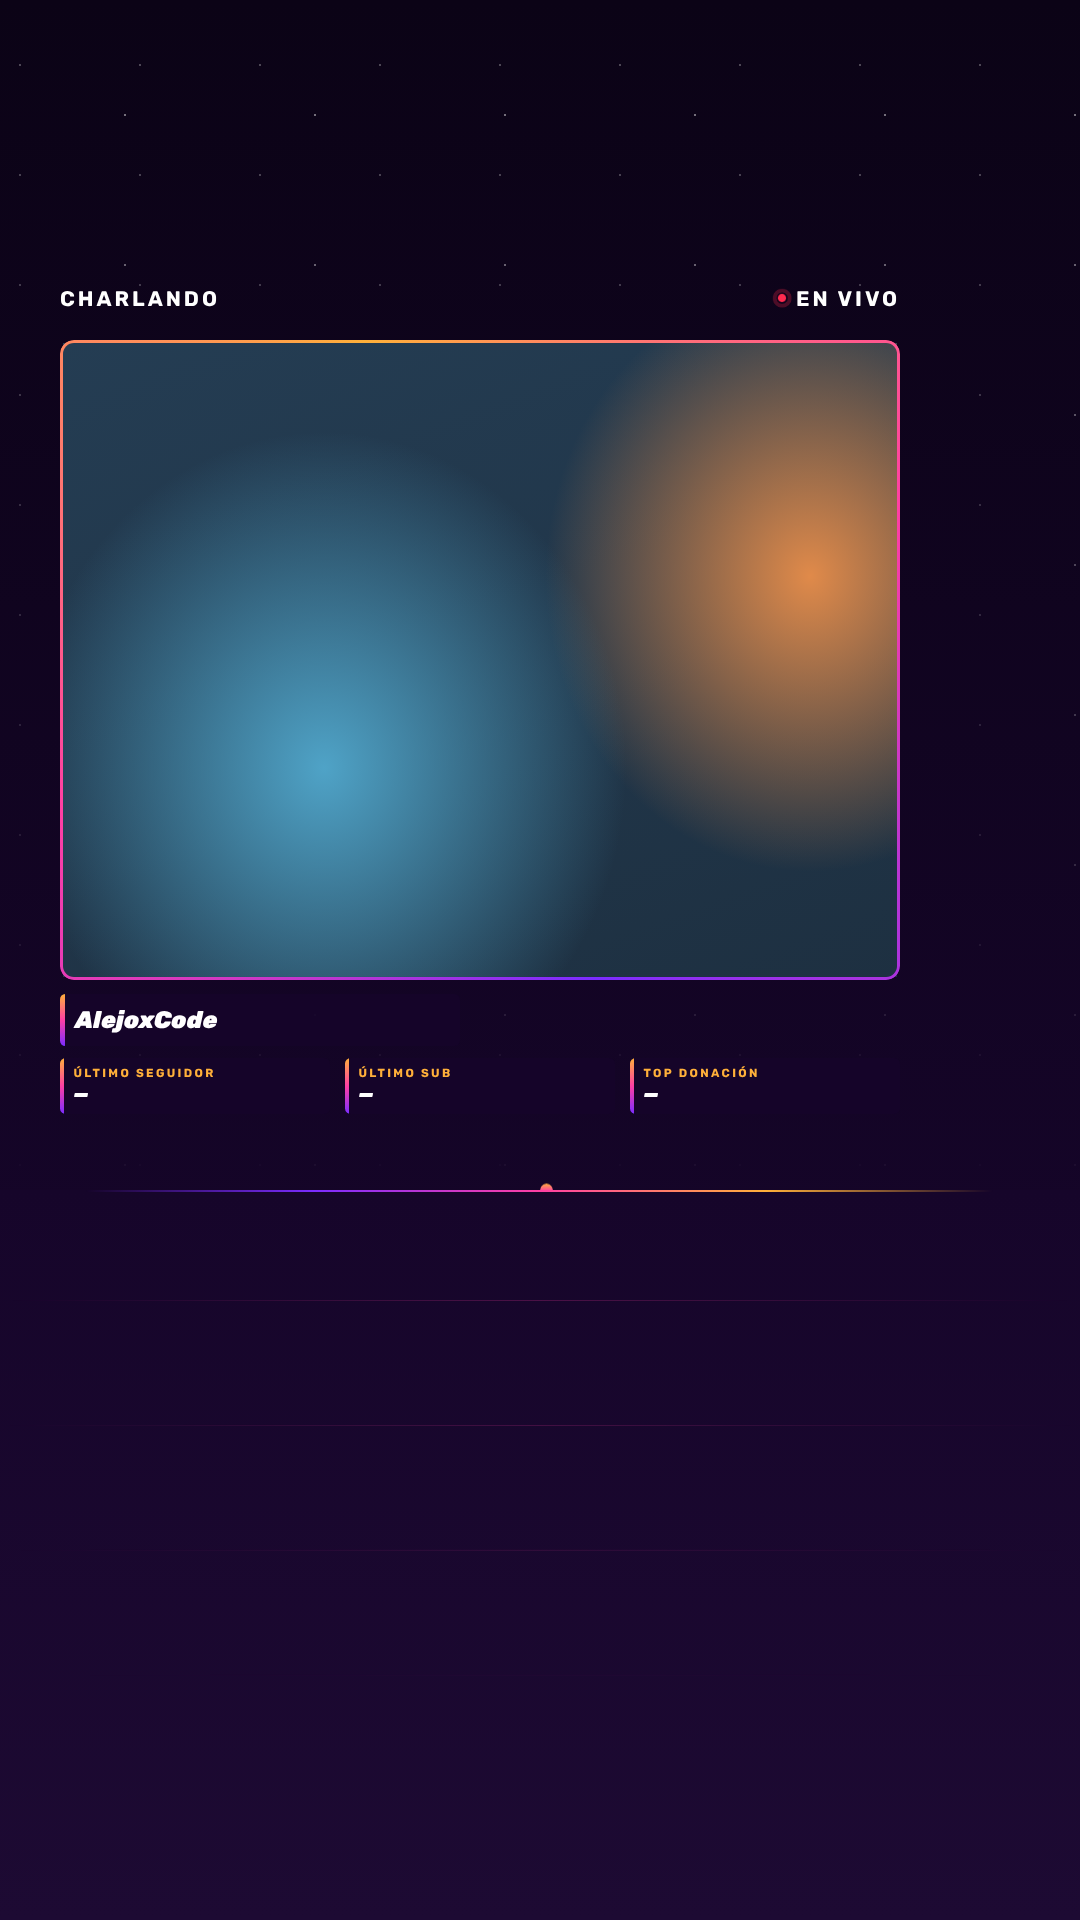 CHARLANDO
EN VIVO
AlejoxCode
ÚLTIMO SEGUIDOR
—
ÚLTIMO SUB
—
TOP DONACIÓN
—